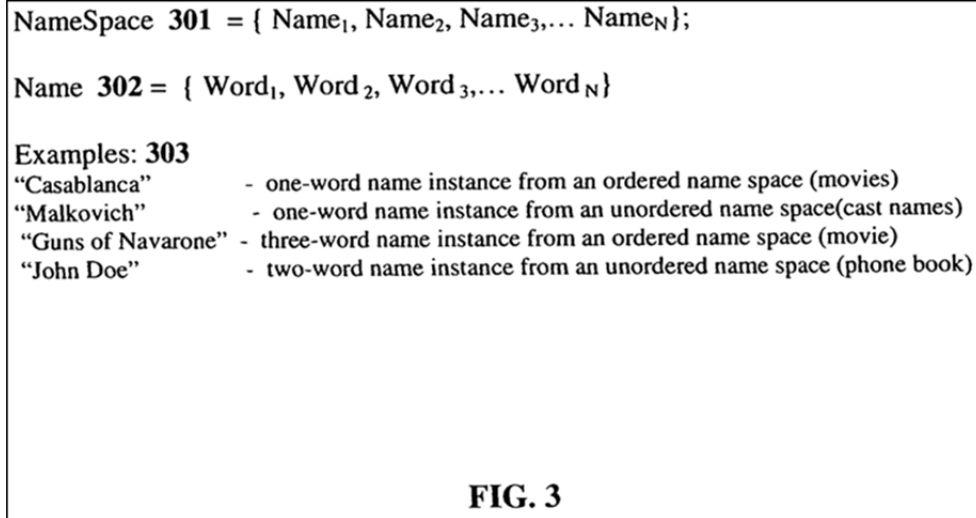 NameSpace 301 = { Name₁, Name₂, Name₃,… Name_N};
Name 302 = { Word₁, Word ₂, Word ₃,… Word _N}
Examples: 303
“Casablanca” - one-word name instance from an ordered name space (movies)
“Malkovich” - one-word name instance from an unordered name space(cast names)
“Guns of Navarone” - three-word name instance from an ordered name space (movie)
“John Doe” - two-word name instance from an unordered name space (phone book)
FIG. 3